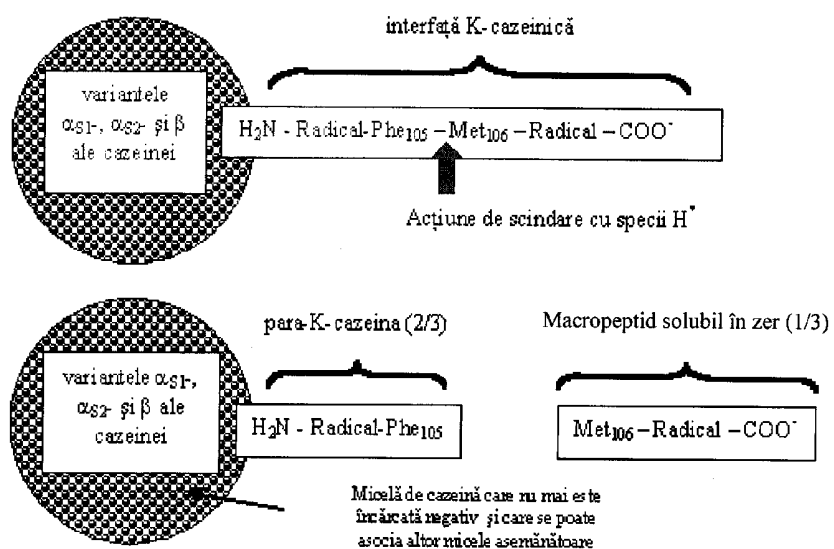 interfață K- cazeinică
variantele
αS1-, αS2- și β
ale cazeinei
H2N - Radical-Phe105 –Met106 –Radical –COO-
Acțiune de scindare cu specii H•
para-K- cazeina (2/3)
Macropeptid solubil în zer (1/3)
variantele αS1-,
αS2- și β ale
cazeinei
H2N - Radical-Phe105
Met106–Radical –COO-
Micelă de cazeină care nu mai este
încărcată negativ și care se poate
asocia altor micele asemănătoare